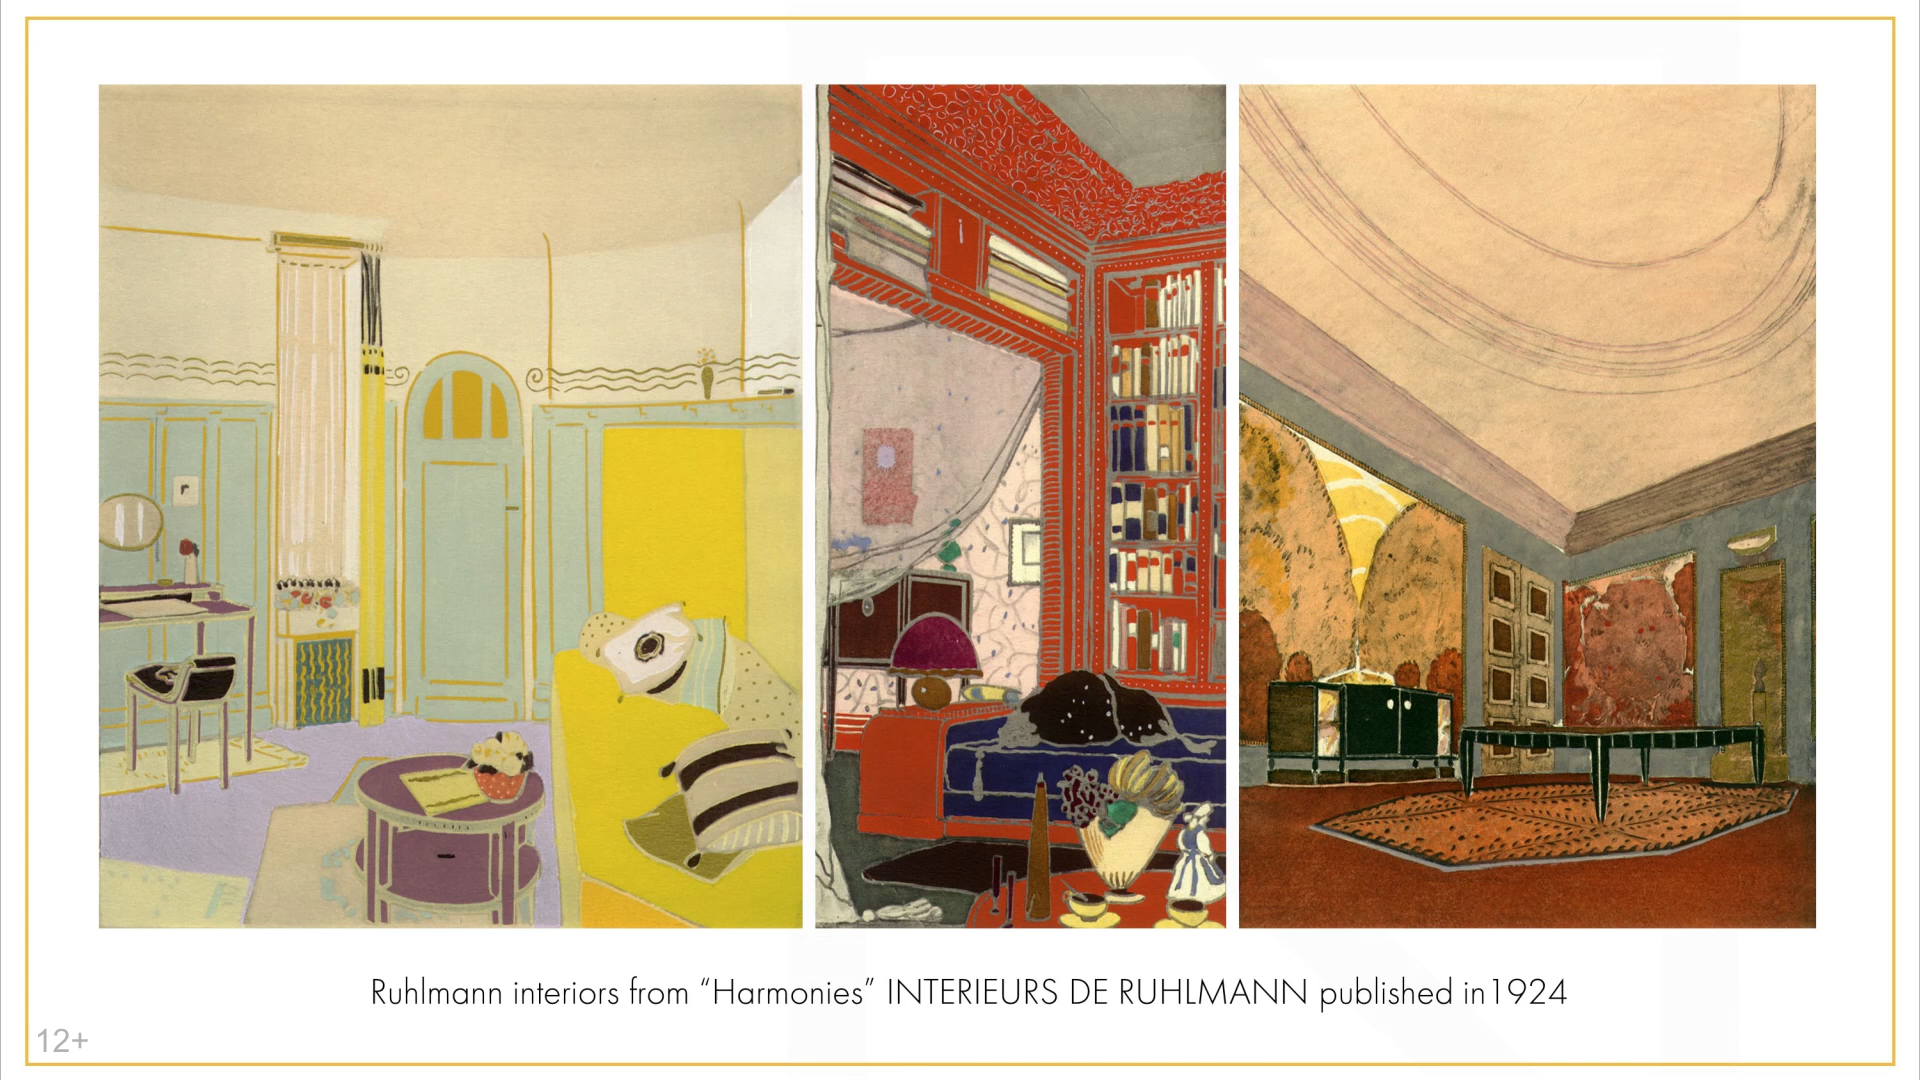 Ruhlmann interiors from “Harmonies” INTERIEURS DE RUHLMANN published in1924
12+